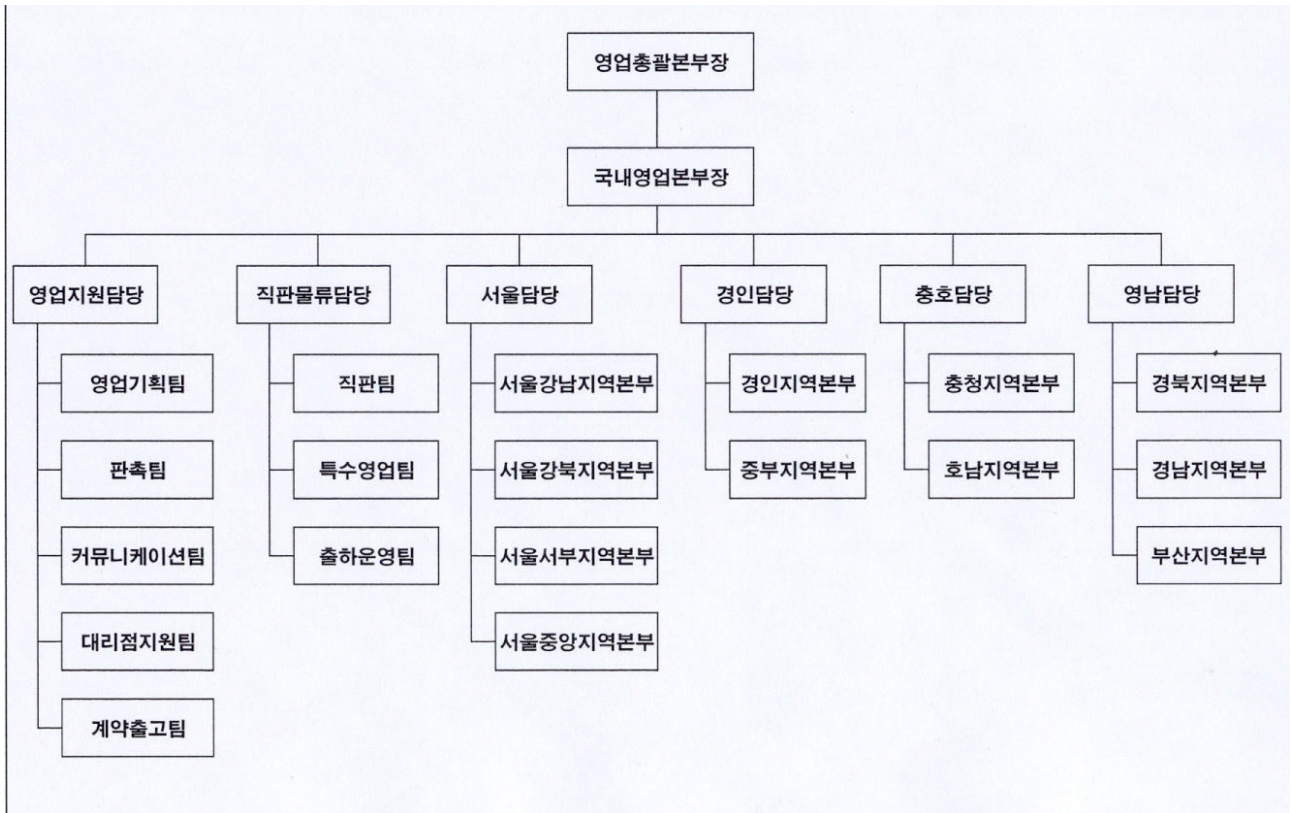 영업총괄본부장
국내영업본부장
영업지원담당
직판물류담당
서울담당
경인담당
충호담당
영남담당
영업기획팀
직판팀
서울강남지역본부
경인지역본부
충청지역본부
경북지역본부
판촉팀
특수영업팀
서울강북지역본부
중부지역본부
호남지역본부
경남지역본부
커뮤니케이션팀
출하운영팀
서울서부지역본부
부산지역본부
대리점지원팀
서울중앙지역본부
계약출고팀